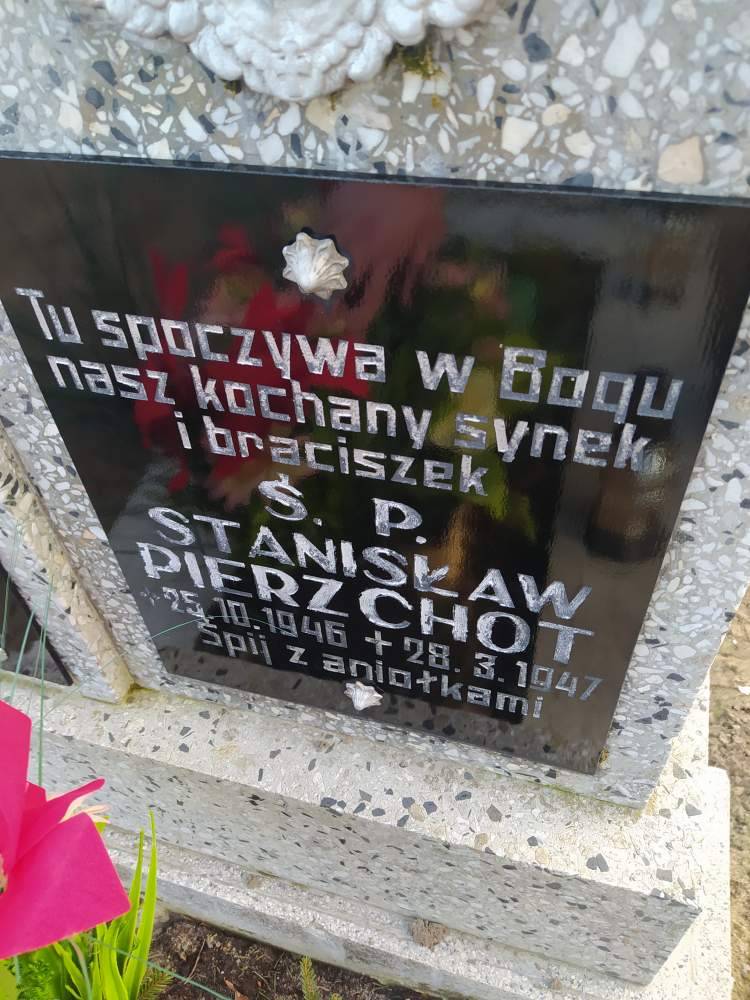 Tu spoczywa w Bogu
nasz kochany synek
i braciszek
Ś. P.
STANISŁAW
PIERZCHOT
* 25.10.1946 + 28.3.1947
Śpij z aniołkami